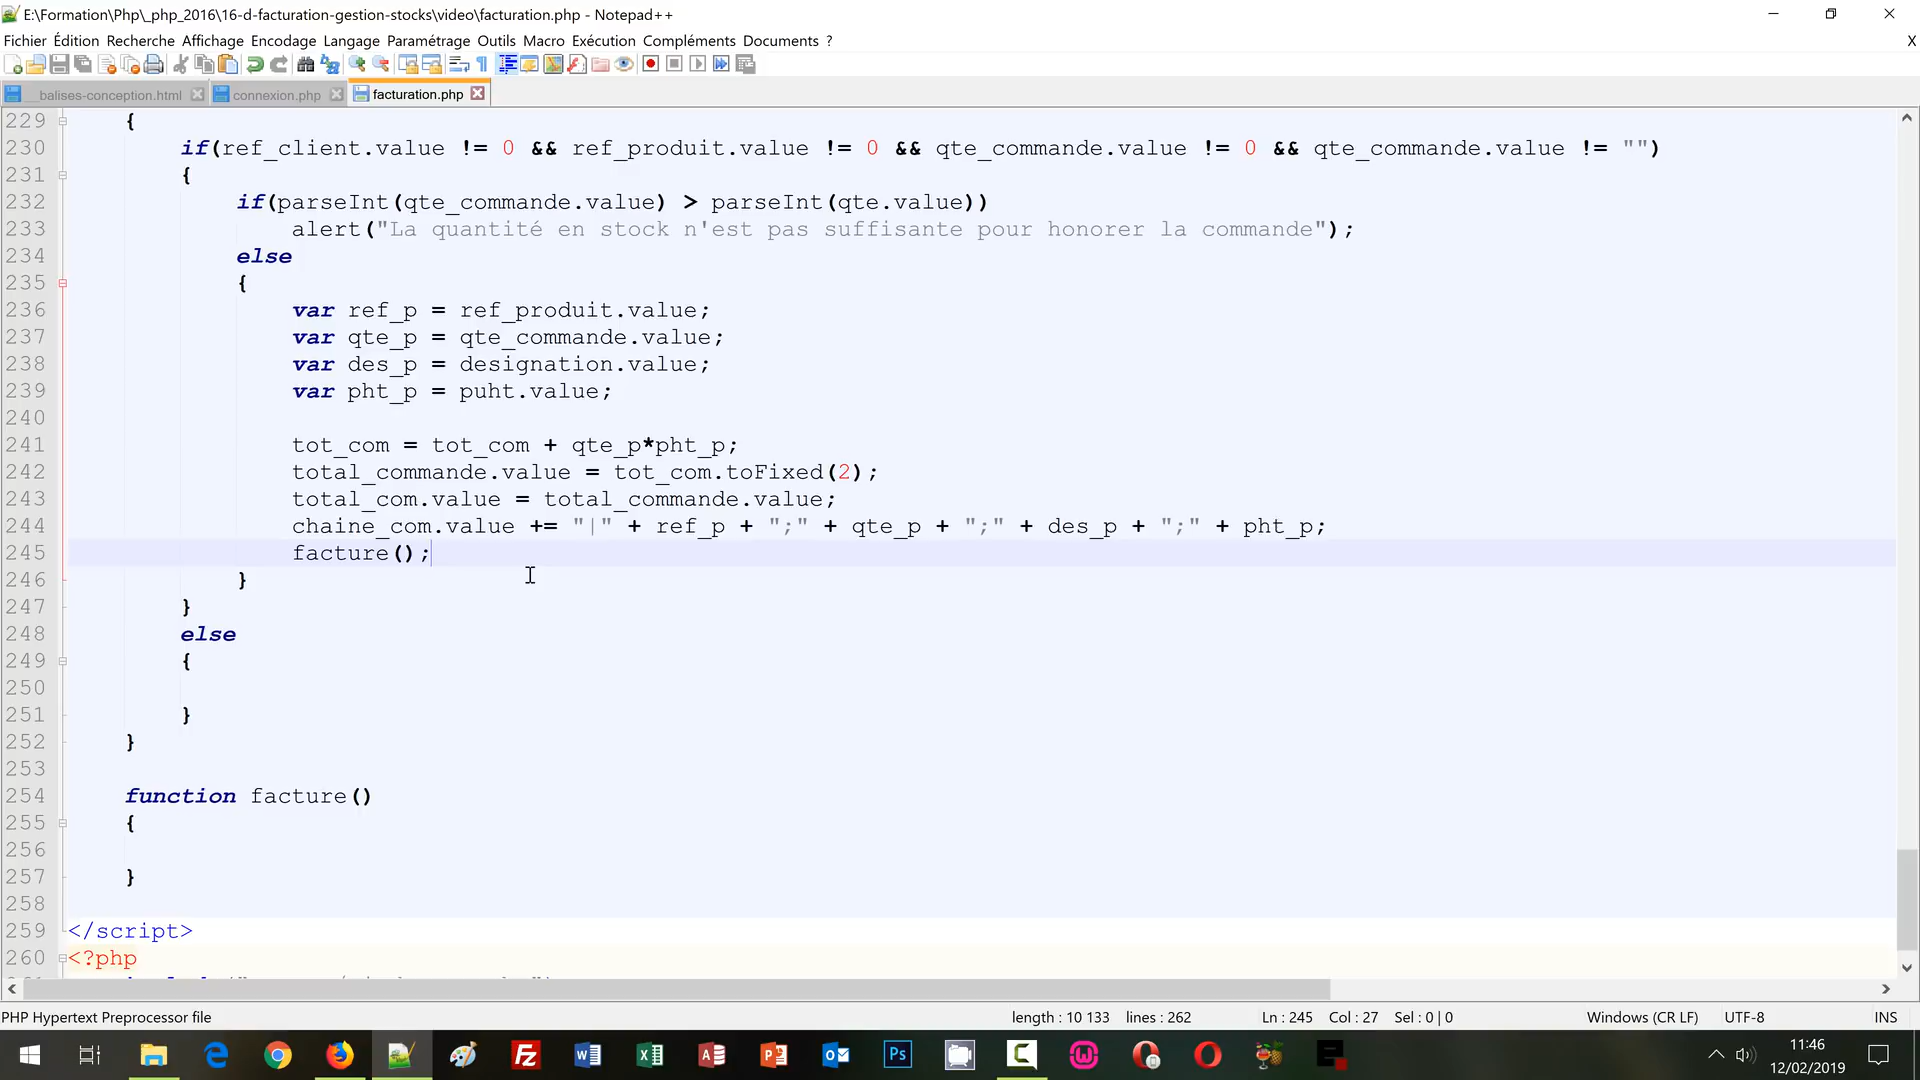 E:\Formation\Php\_php_2016\16-d-facturation-gestion-stocks\video\facturation.php - Notepad++
Fichier Édition Recherche Affichage Encodage Langage Paramétrage Outils Macro Exécution Compléments Documents ? X
__balises-conception.html connexion.php facturation.php
229 {
230 if(ref_client.value != 0 && ref_produit.value != 0 && qte_commande.value != 0 && qte_commande.value != "")
231 {
232 if(parseInt(qte_commande.value) > parseInt(qte.value))
233 alert("La quantité en stock n'est pas suffisante pour honorer la commande");
234 else
235 {
236 var ref_p = ref_produit.value;
237 var qte_p = qte_commande.value;
238 var des_p = designation.value;
239 var pht_p = puht.value;
240
241 tot_com = tot_com + qte_p*pht_p;
242 total_commande.value = tot_com.toFixed(2);
243 total_com.value = total_commande.value;
244 chaine_com.value += "|" + ref_p + ";" + qte_p + ";" + des_p + ";" + pht_p;
245 facture();
246 }
247 }
248 else
249 {
250
251 }
252 }
253
254 function facture()
255 {
256
257 }
258
259 </script>
260 <?php
PHP Hypertext Preprocessor file length : 10 133 lines : 262 Ln : 245 Col : 27 Sel : 0 | 0 Windows (CR LF) UTF-8 INS
11:46
12/02/2019